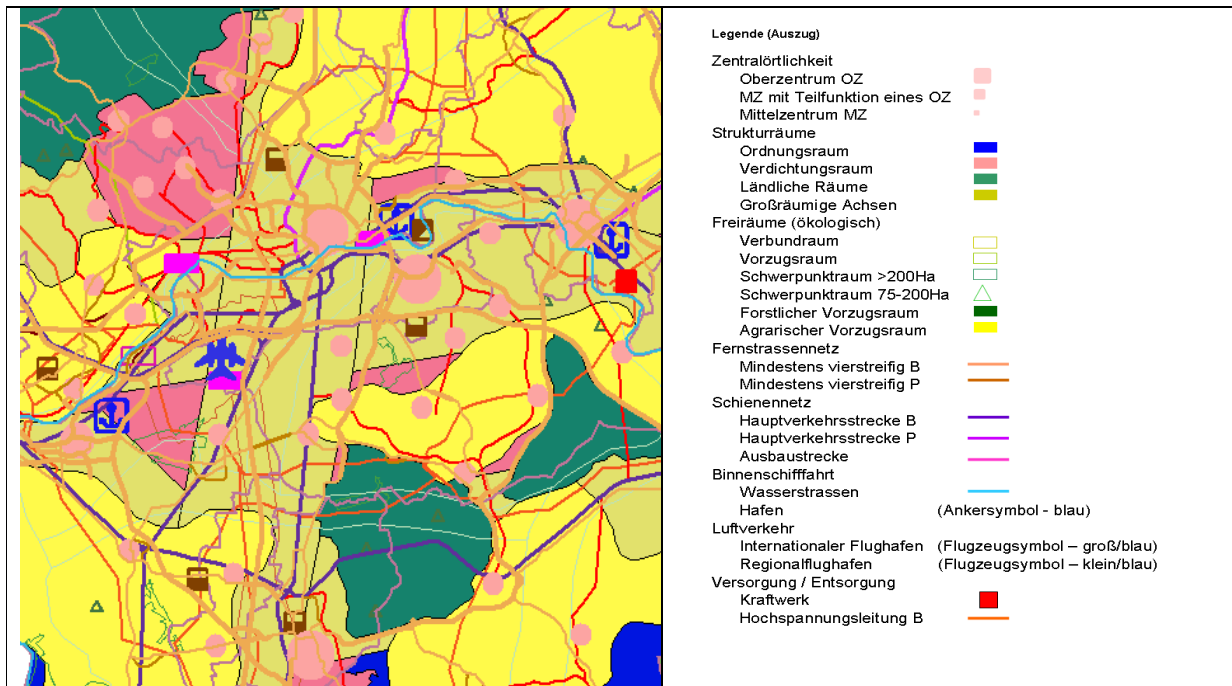 Legende (Auszug)
Zentralörtlichkeit
Oberzentrum OZ
MZ mit Teilfunktion eines OZ
Mittelzentrum MZ
Strukturräume
Ordnungsraum
Verdichtungsraum
Ländliche Räume
Großräumige Achsen
Freiräume (ökologisch)
Verbundraum
Vorzugsraum
Schwerpunktraum >200Ha
Schwerpunktraum 75-200Ha
Forstlicher Vorzugsraum
Agrarischer Vorzugsraum
Fernstrassennetz
Mindestens vierstreifig B
Mindestens vierstreifig P
Schienennetz
Hauptverkehrsstrecke B
Hauptverkehrsstrecke P
Ausbaustrecke
Binnenschifffahrt
Wasserstrassen
Hafen (Ankersymbol - blau)
Luftverkehr
Internationaler Flughafen (Flugzeugsymbol – groß/blau)
Regionalflughafen (Flugzeugsymbol – klein/blau)
Versorgung / Entsorgung
Kraftwerk
Hochspannungsleitung B